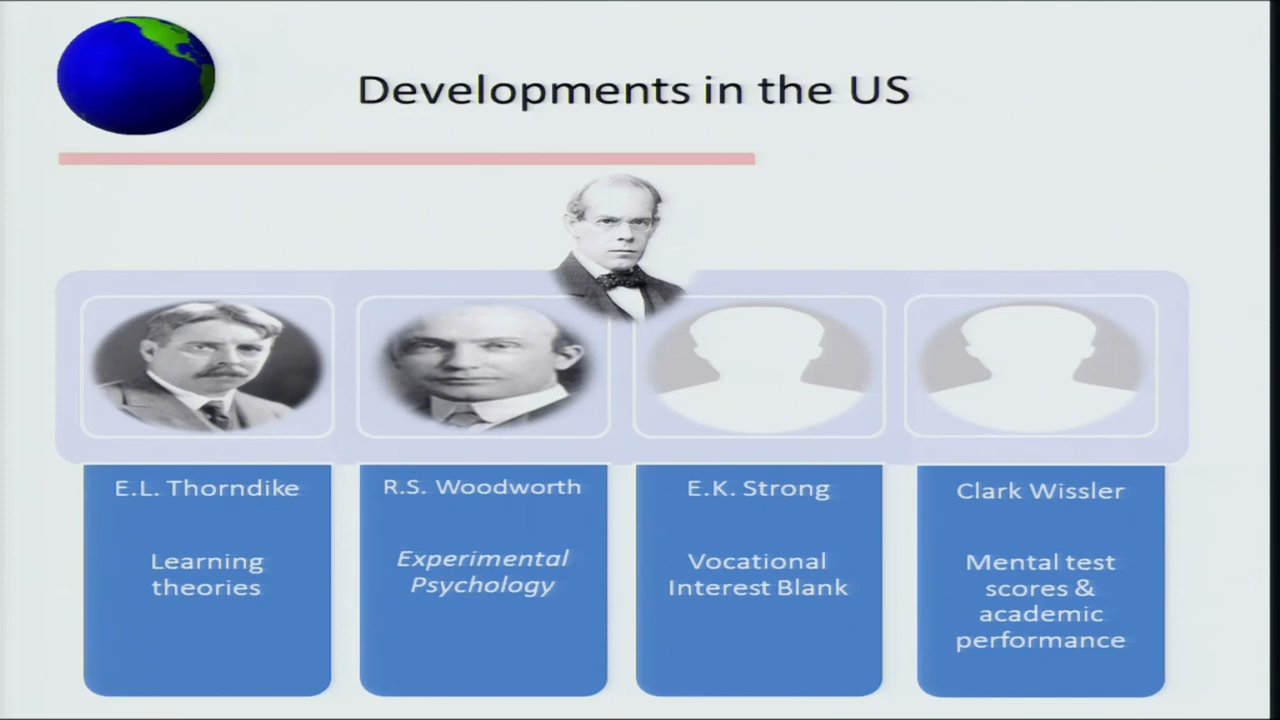 Developments in the US
E.L. Thorndike
Learning
theories
R.S. Woodworth
Experimental
Psychology
E.K. Strong
Vocational
Interest Blank
Clark Wissler
Mental test
scores &
academic
performance